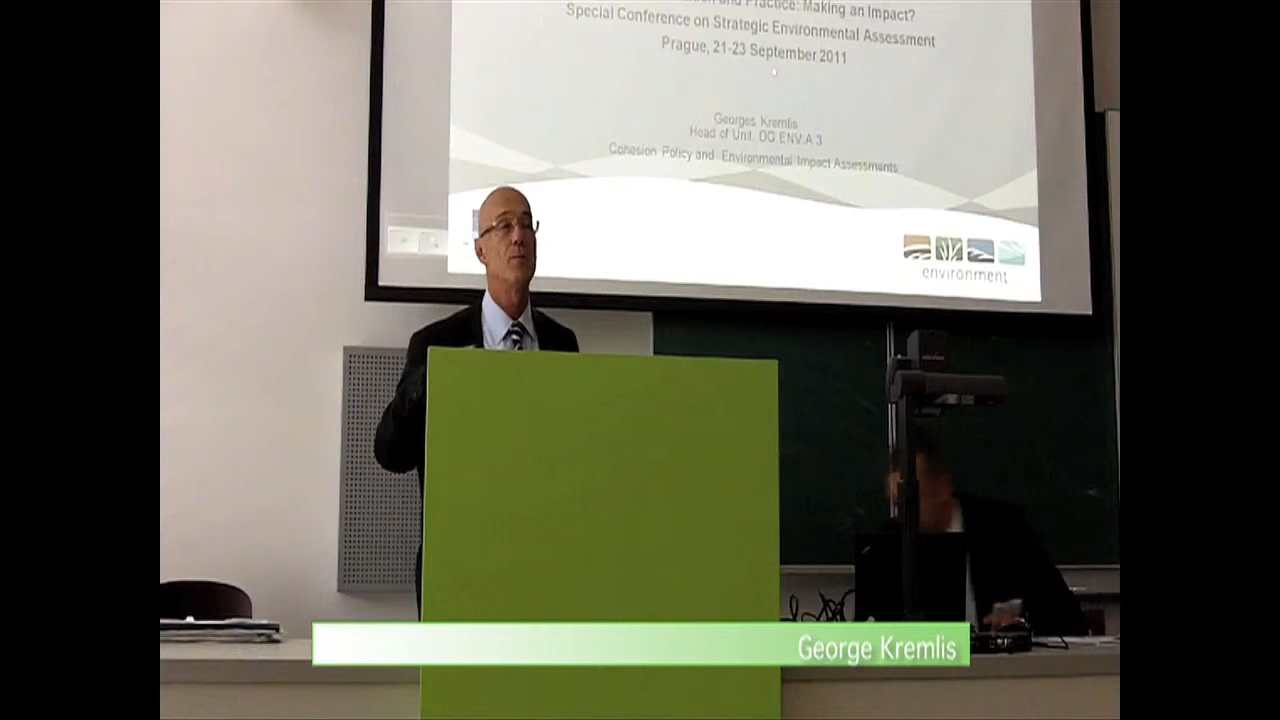 and Practice: Making an Impact?
Special Conference on Strategic Environmental Assessment
Prague, 21-23 September 2011
Georges Kremlis
Head of Unit, DG ENV.A 3
Cohesion Policy and Environmental Impact Assessments
environment
George Kremlis